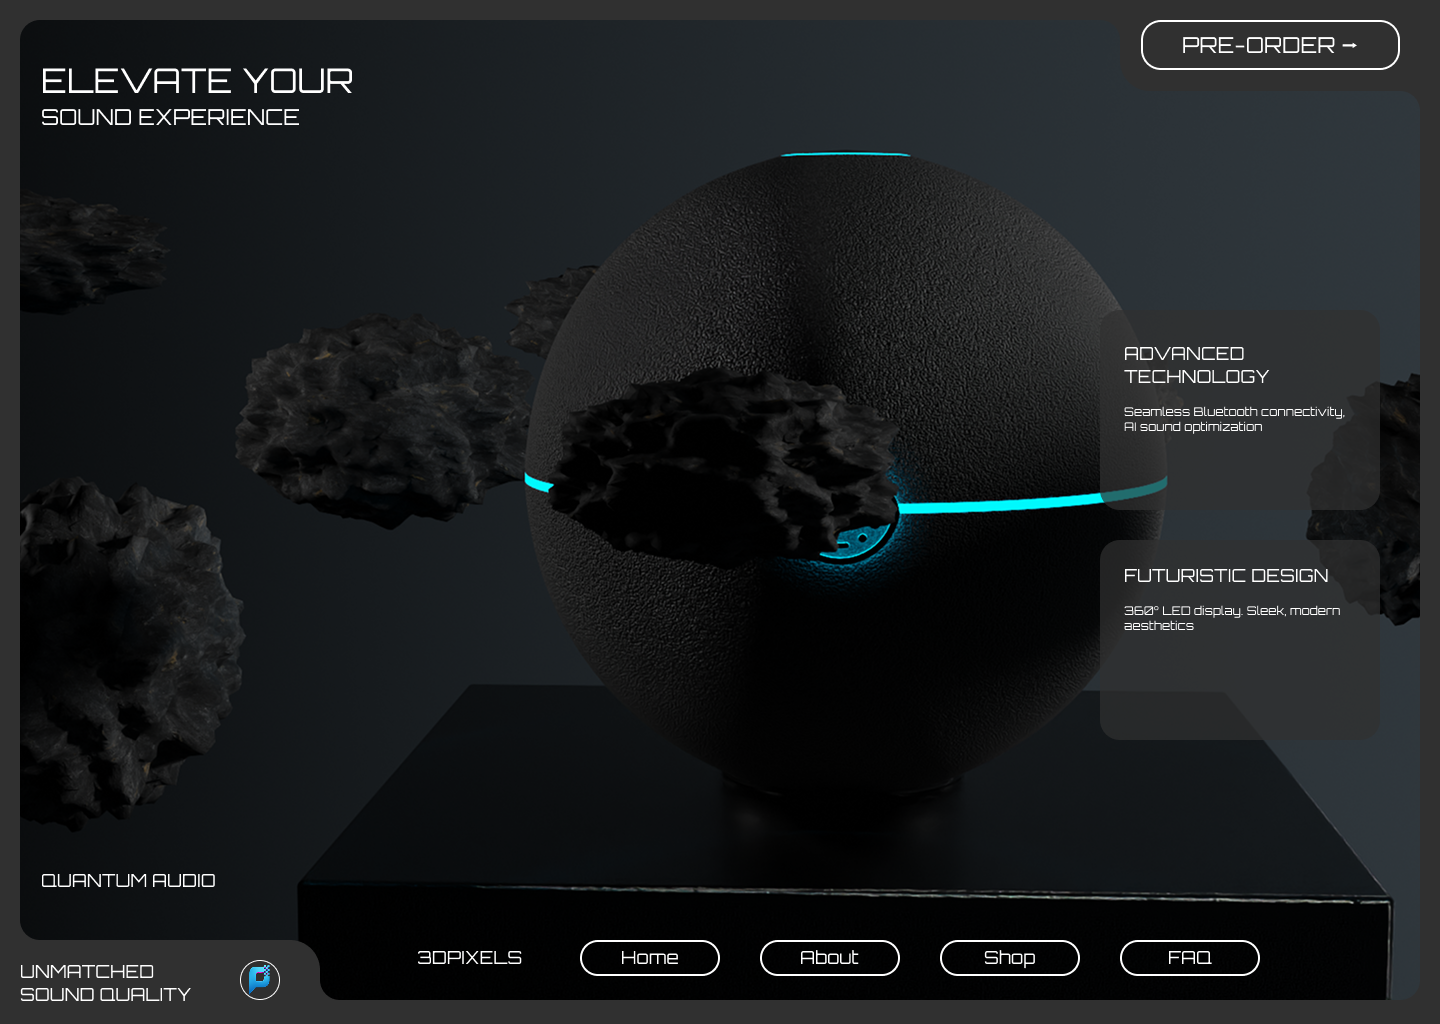 PRE-ORDER ➞
ELEVATE YOUR
SOUND EXPERIENCE
ADVANCED
TECHNOLOGY
Seamless Bluetooth connectivity,
AI sound optimization
FUTURISTIC DESIGN
360° LED display. Sleek, modern
aesthetics
QUANTUM AUDIO
3DPIXELS
Home
About
Shop
FAQ
UNMATCHED
SOUND QUALITY